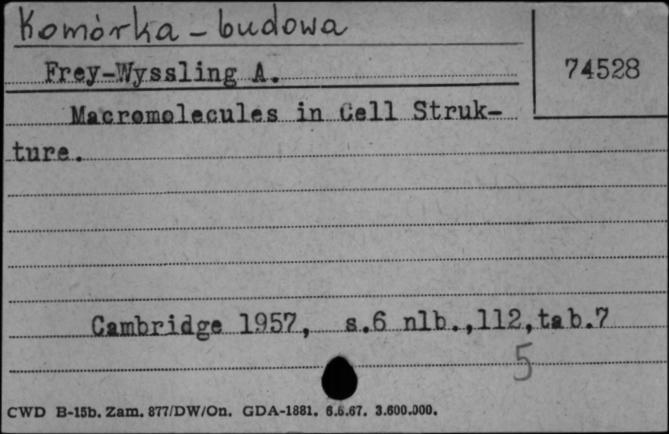 Komórka - budowa
Frey-Wyssling A.
74528
Macromolecules in Cell Struk-
ture.
Cambridge 1957, s.6 nlb.,112,tab.7
5
CWD B-15b. Zam. 877/DW/On. GDA-1881. 6.6.67. 3.600.000.